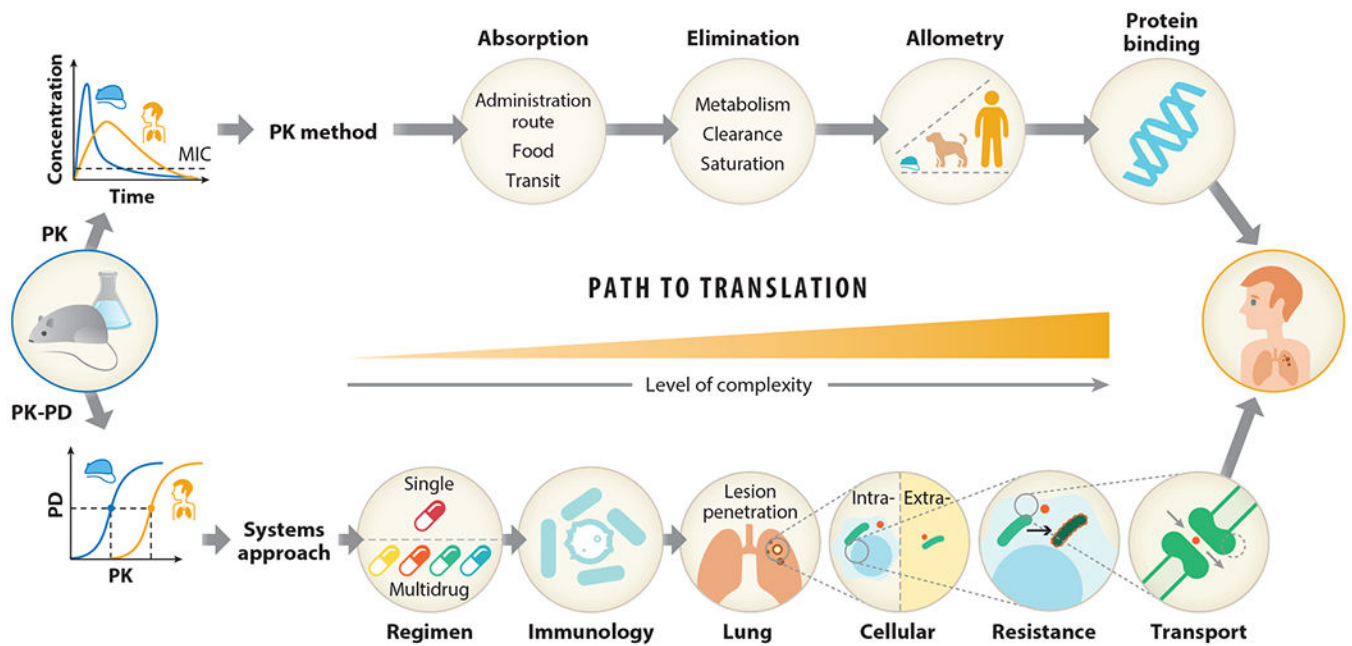 Absorption
Elimination
Allometry
Protein
binding
Concentration
MIC
Time
PK method
Administration
route
Food
Transit
Metabolism
Clearance
Saturation
PK
PATH TO TRANSLATION
Level of complexity
PK-PD
PD
PK
Systems
approach
Single
Multidrug
Lesion
penetration
Intra-
Extra-
Regimen
Immunology
Lung
Cellular
Resistance
Transport